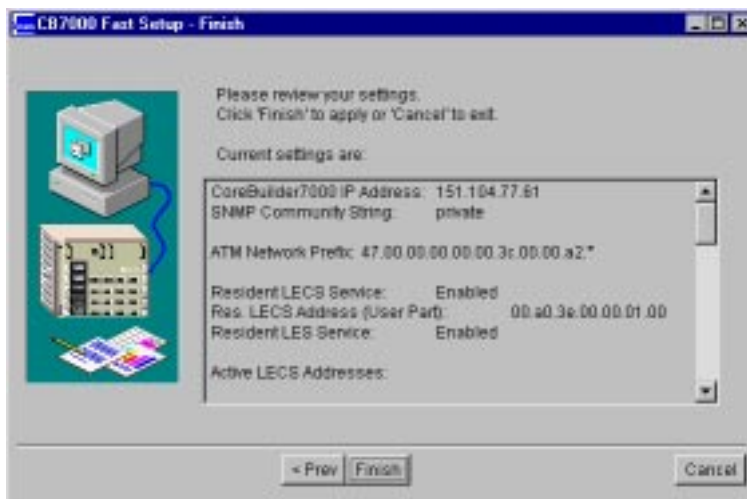 CB7000 Fast Setup - Finish
Please review your settings.
Click 'Finish' to apply or 'Cancel' to exit.
Current settings are:
CoreBuilder7000 IP Address: 151.104.77.61
SNMP Community String: private
ATM Network Prefix: 47.00.00.00.00.00.3c.00.00.a2.*
Resident LECS Service: Enabled
Res. LECS Address (User Part): 00.a0.3e.00.00.01.00
Resident LES Service: Enabled
Active LECS Addresses:
< Prev Finish Cancel